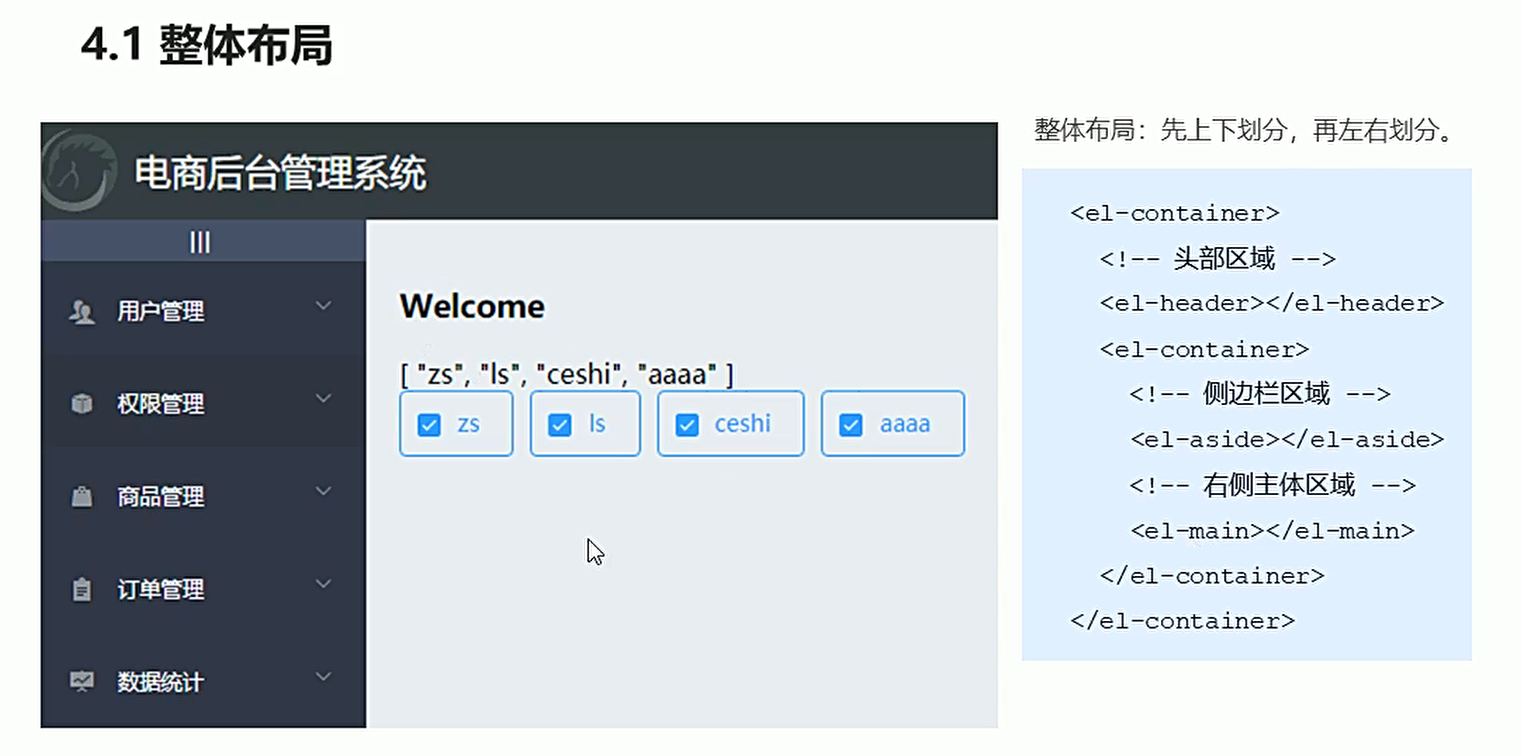 4.1 整体布局
电商后台管理系统
|||
用户管理
权限管理
商品管理
订单管理
数据统计
Welcome
[ "zs", "ls", "ceshi", "aaaa" ]
zs ls ceshi aaaa
整体布局：先上下划分，再左右划分。
<el-container>
<!-- 头部区域 -->
<el-header></el-header>
<el-container>
<!-- 侧边栏区域 -->
<el-aside></el-aside>
<!-- 右侧主体区域 -->
<el-main></el-main>
</el-container>
</el-container>